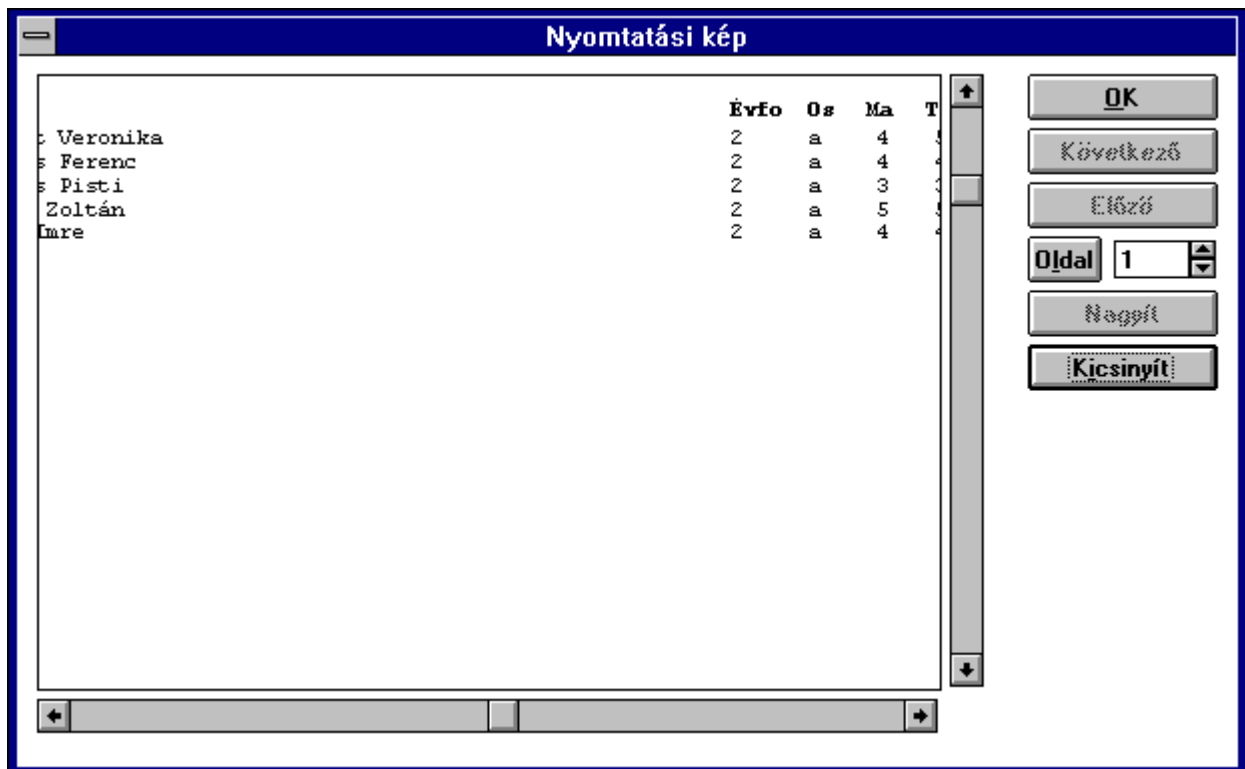 Nyomtatási kép
Évfo Os Ma T
Veronika 2 a 4
Ferenc 2 a 4
Pisti 2 a 3
Zoltán 2 a 5
Imre 2 a 4
OK
Következő
Előző
Oldal 1
Nagyít
Kicsinyít